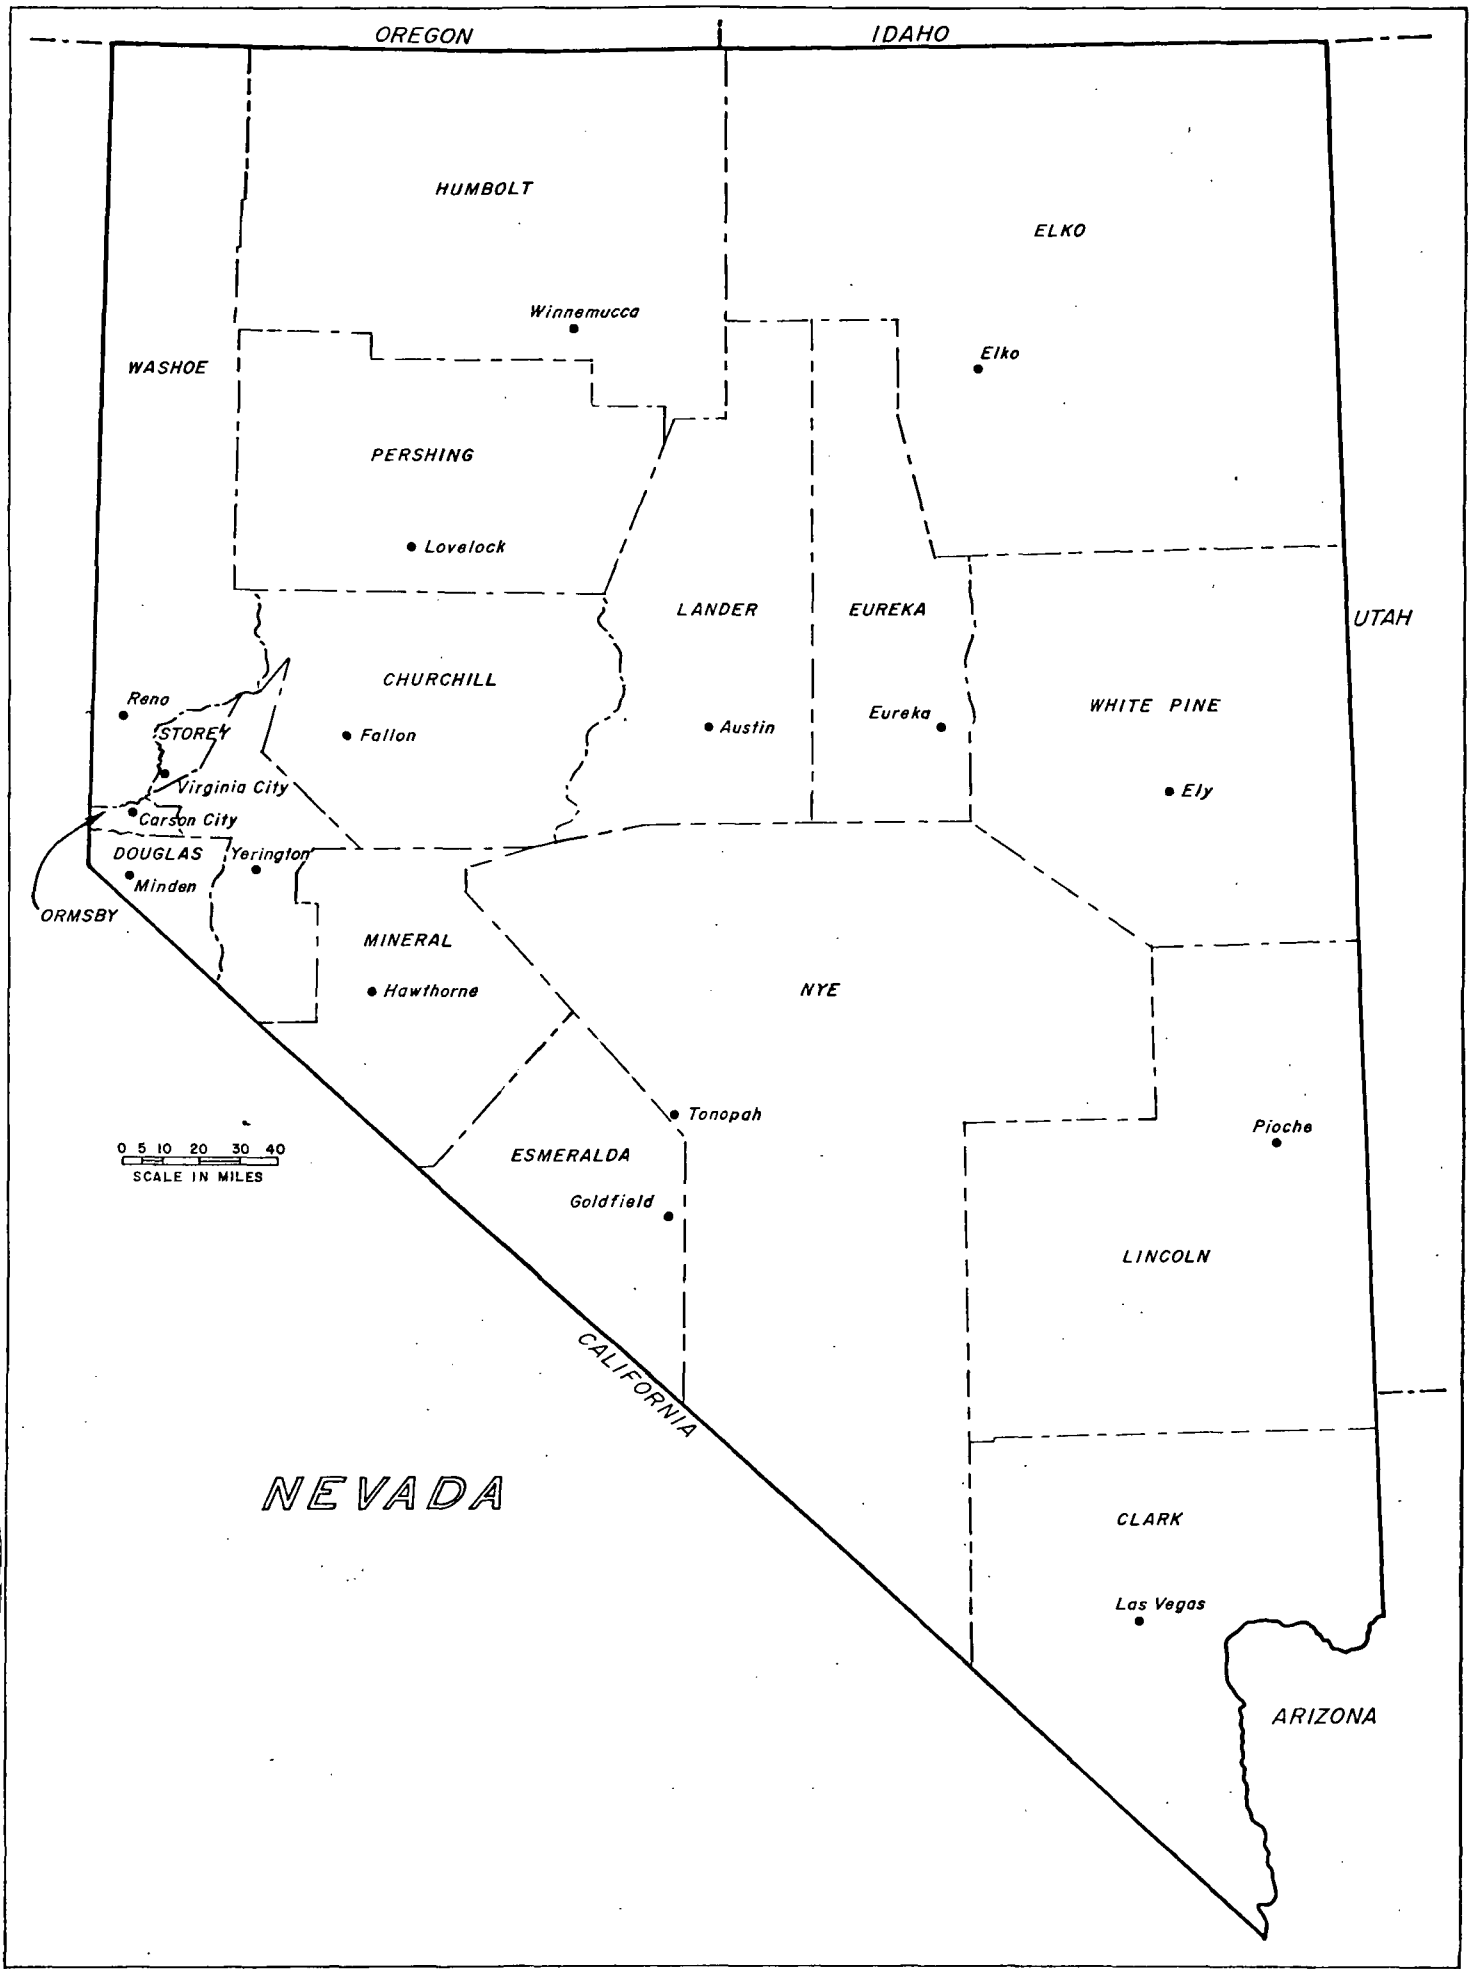 OREGON
IDAHO
HUMBOLT
ELKO
Winnemucca
Elko
WASHOE
PERSHING
Lovelock
LANDER
EUREKA
UTAH
CHURCHILL
Reno
WHITE PINE
Eureka
Austin
STOREY
Fallon
Virginia City
Ely
Carson City
DOUGLAS
Yerington
Minden
ORMSBY
MINERAL
Hawthorne
NYE
Tonopah
Pioche
0 5 10 20 30 40
SCALE IN MILES
ESMERALDA
Goldfield
LINCOLN
CALIFORNIA
NEVADA
CLARK
Las Vegas
ARIZONA